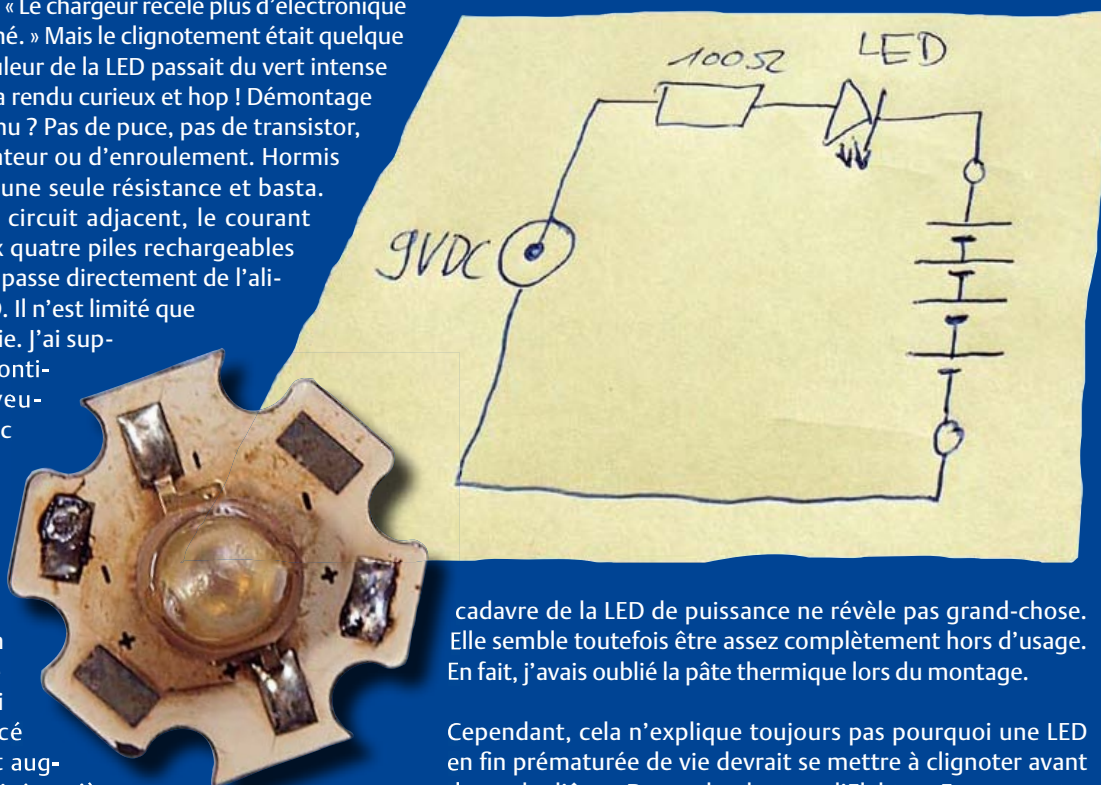 « Le chargeur recèle plus d'électronique
né. » Mais le clignotement était quelque
uleur de la LED passait du vert intense
a rendu curieux et hop ! Démontage
nu ? Pas de puce, pas de transistor,
ateur ou d'enroulement. Hormis
une seule résistance et basta.
circuit adjacent, le courant
x quatre piles rechargeables
passe directement de l'ali-
. Il n'est limité que
ie. J'ai sup-
onti-
eu-
c
i
cé
t aug-
100Ω
LED
9VDC
cadavre de la LED de puissance ne révèle pas grand-chose.
Elle semble toutefois être assez complètement hors d'usage.
En fait, j'avais oublié la pâte thermique lors du montage.
Cependant, cela n'explique toujours pas pourquoi une LED
en fin prématurée de vie devrait se mettre à clignoter avant